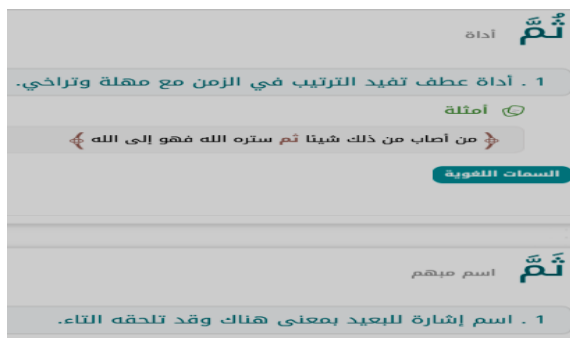 ثُمَّ أداة
1 . أداة عطف تفيد الترتيب في الزمن مع مهلة وتراخي.
أمثلة
﴿ من أصاب من ذلك شيئا ثم ستره الله فهو إلى الله ﴾
السمات اللغوية
ثَمَّ اسم مبهم
1 . اسم إشارة للبعيد بمعنى هناك وقد تلحقه التاء.